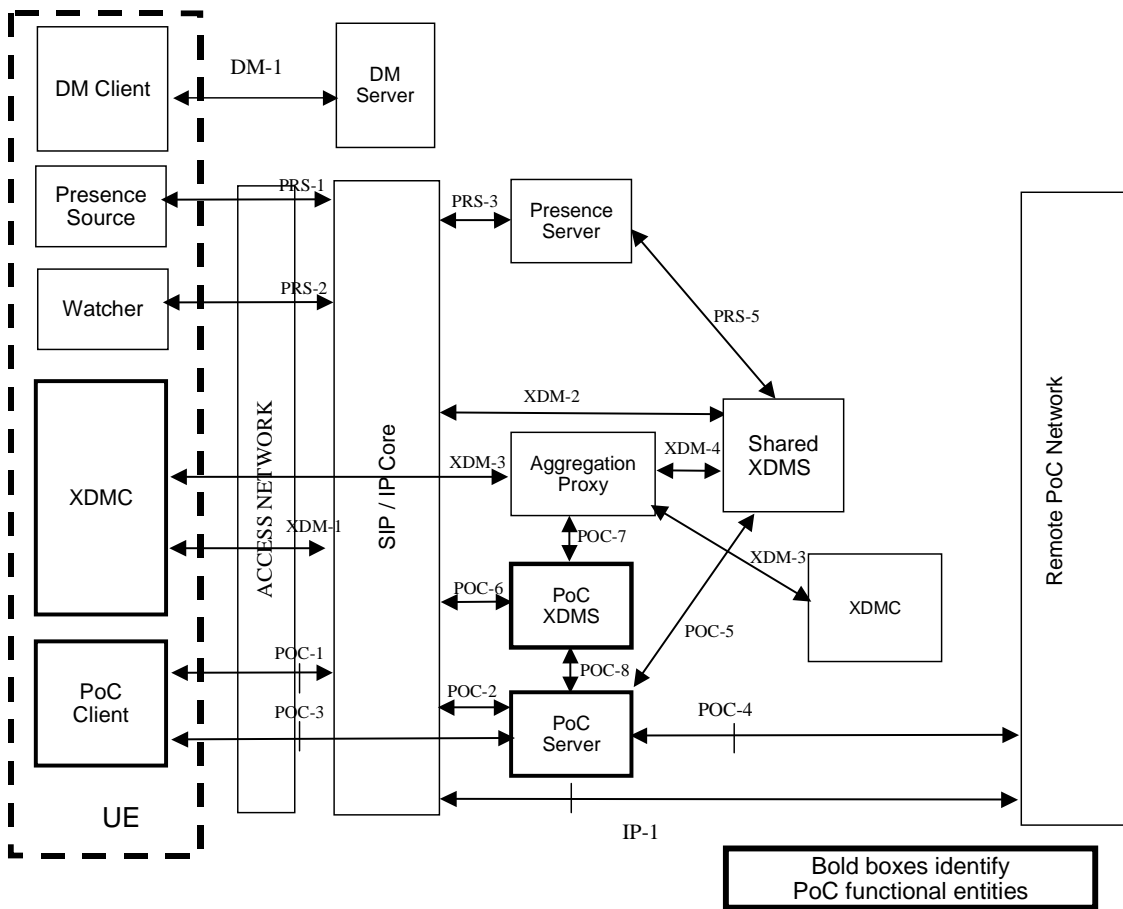 DM Client
DM-1
DM
Server
Presence
Source
PRS-1
PRS-3
Presence
Server
Watcher
PRS-2
PRS-5
XDMC
ACCESS NETWORK
SIP / IP Core
XDM-2
Shared
XDMS
XDM-3
Aggregation
Proxy
XDM-4
XDM-1
POC-7
XDM-3
POC-6
PoC
XDMS
XDMC
POC-5
PoC
Client
POC-1
POC-8
POC-2
POC-3
PoC
Server
POC-4
Remote PoC Network
UE
IP-1
Bold boxes identify
PoC functional entities